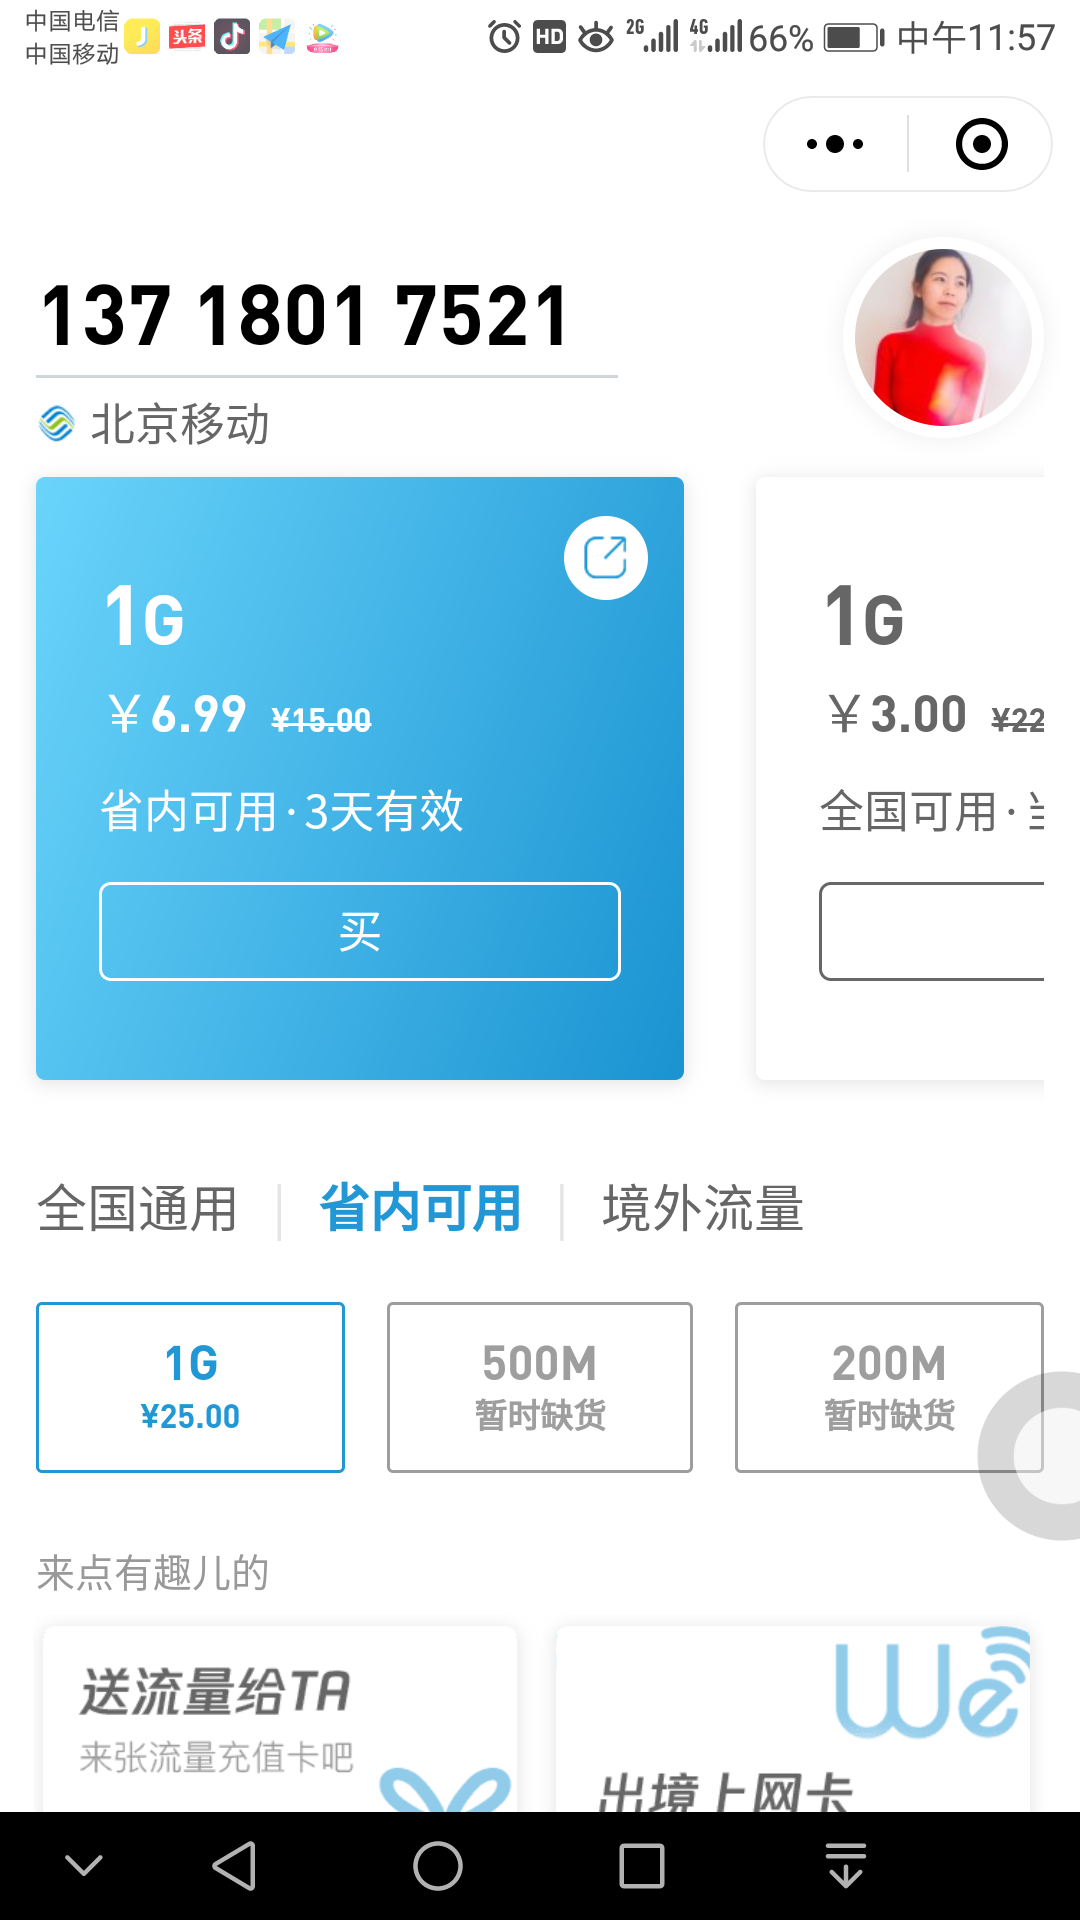 中国电信
中国移动
头条
HD
2G
4G
66%
中午11:57
137 1801 7521
北京移动
1G
¥6.99 ¥15.00
省内可用·3天有效
买
1G
¥3.00 ¥22
全国可用·
全国通用
省内可用
境外流量
1G
¥25.00
500M
暂时缺货
200M
暂时缺货
来点有趣儿的
送流量给TA
来张流量充值卡吧
We
出境上网卡